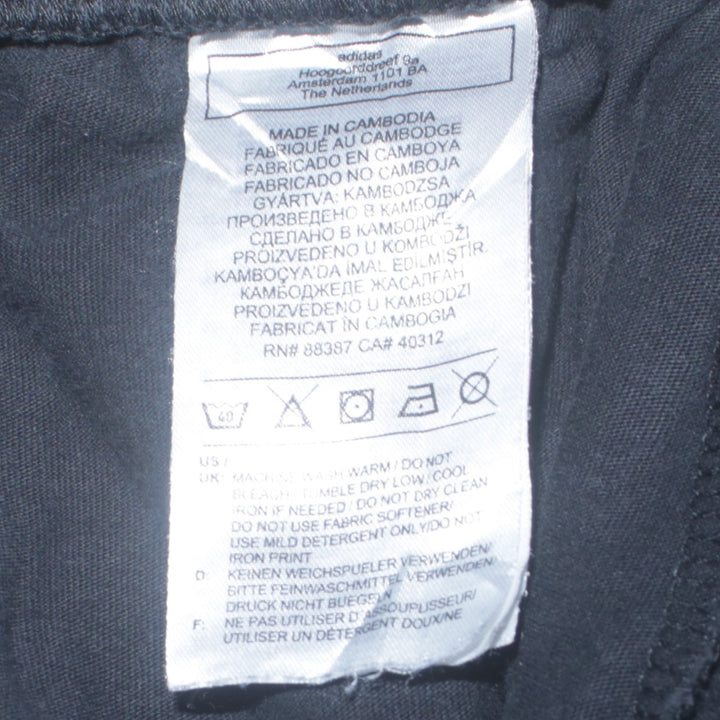 adidas
Hoogoorddreef 9a
Amsterdam 1101 BA
The Netherlands
MADE IN CAMBODIA
FABRIQUÉ AU CAMBODGE
FABRICADO EN CAMBOYA
FABRICADO NO CAMBOJA
GYÁRTVA: KAMBODZSA
ПРОИЗВЕДЕНО В КАМБОДЖА
СДЕЛАНО В КАМБОДЖЕ
PROIZVEDENO U KOMBODŽI
KAMBOÇYA'DA İMAL EDİLMİŞTİR.
КАМБОДЖЕДЕ ЖАСАЛҒАН
PROIZVEDENO U KAMBODZI
FABRICAT ÎN CAMBOGIA
RN# 88387 CA# 40312
40
US /
UK: MACHINE WASH WARM / DO NOT
BLEACH / TUMBLE DRY LOW / COOL
IRON IF NEEDED / DO NOT DRY CLEAN
DO NOT USE FABRIC SOFTENER/
USE MILD DETERGENT ONLY/DO NOT
IRON PRINT
D: KEINEN WEICHSPUELER VERWENDEN/
BITTE FEINWASCHMITTEL VERWENDEN/
DRUCK NICHT BUEGELN
F: NE PAS UTILISER D'ASSOUPLISSEUR/
UTILISER UN DÉTERGENT DOUX/NE